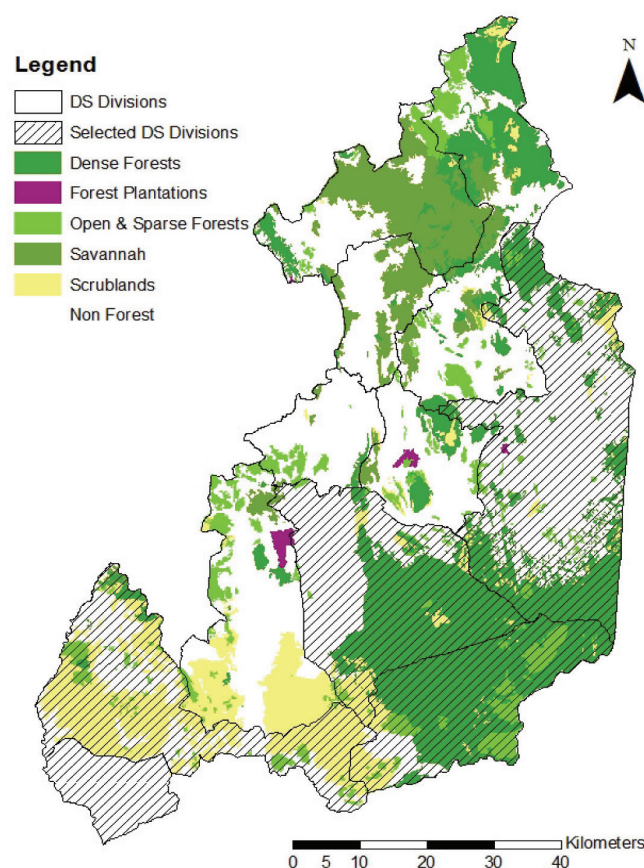 N
Legend
DS Divisions
Selected DS Divisions
Dense Forests
Forest Plantations
Open & Sparse Forests
Savannah
Scrublands
Non Forest
Kilometers
0 5 10 20 30 40